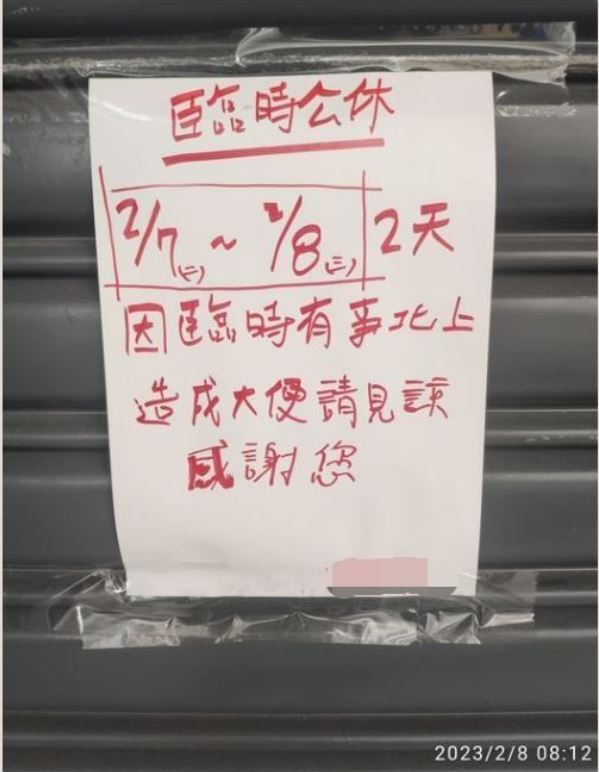 臨時公休
2/7(二)~2/8(三)2天
因臨時有事北上
造成大便請見諒
感謝您
2023/2/8 08:12